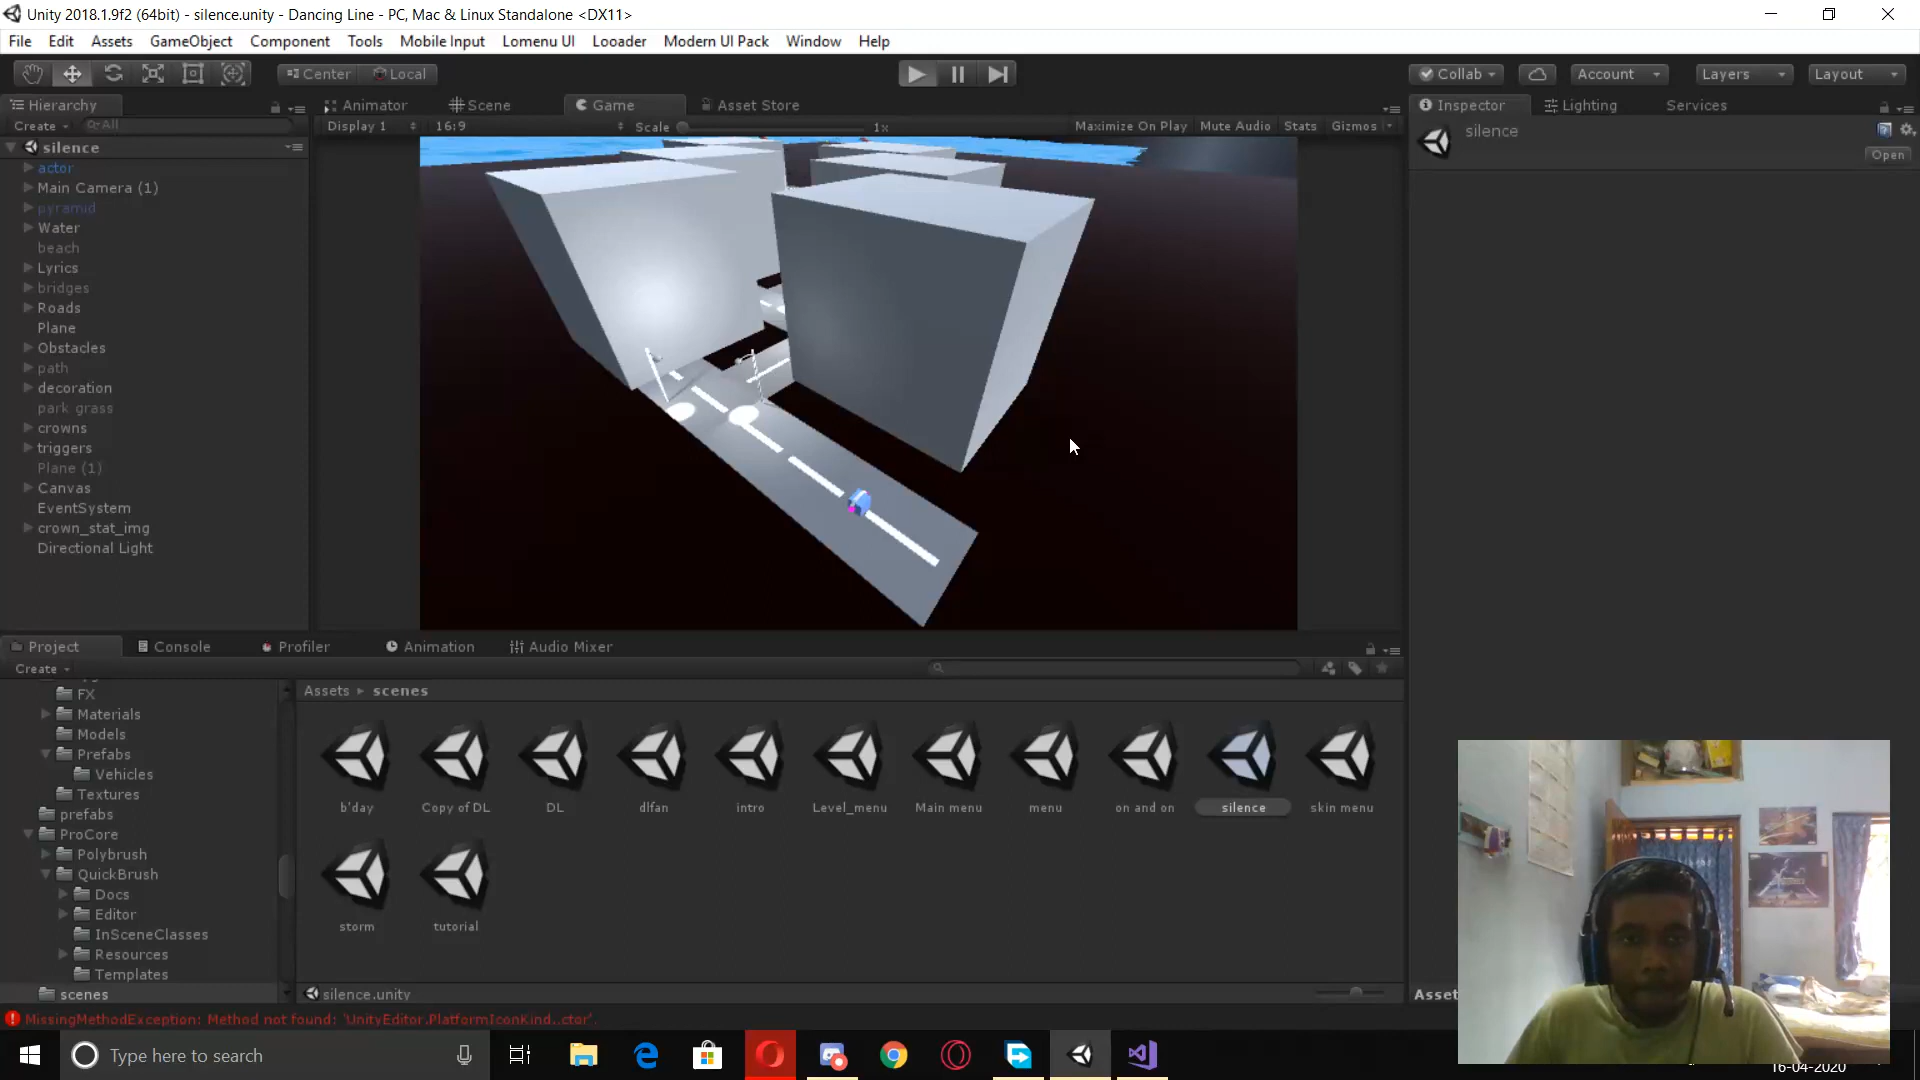 Unity 2018.1.9f2 (64bit) - silence.unity - Dancing Line - PC, Mac & Linux Standalone <DX11>
File Edit Assets GameObject Component Tools Mobile Input Lomenu UI Looader Modern UI Pack Window Help
Center Local Collab Account Layers Layout
Hierarchy Animator Scene Game Asset Store Inspector Lighting Services
Create All Display 1 16:9 Scale 1x Maximize On Play Mute Audio Stats Gizmos silence
silence Open
actor
Main Camera (1)
pyramid
Water
beach
Lyrics
bridges
Roads
Plane
Obstacles
path
decoration
park grass
crowns
triggers
Plane (1)
Canvas
EventSystem
crown_stat_img
Directional Light
Project Console Profiler Animation Audio Mixer
Create
Assets ▸ scenes
FX
Materials
Models
Prefabs
Vehicles
Textures
prefabs
ProCore
Polybrush
QuickBrush
Docs
Editor
InSceneClasses
Resources
Templates
scenes
b'day Copy of DL DL dlfan intro Level_menu Main menu menu on and on silence skin menu
storm tutorial
silence.unity
Asset
MissingMethodException: Method not found: 'UnityEditor.PlatformIconKind..ctor'.
Type here to search
16-04-2020